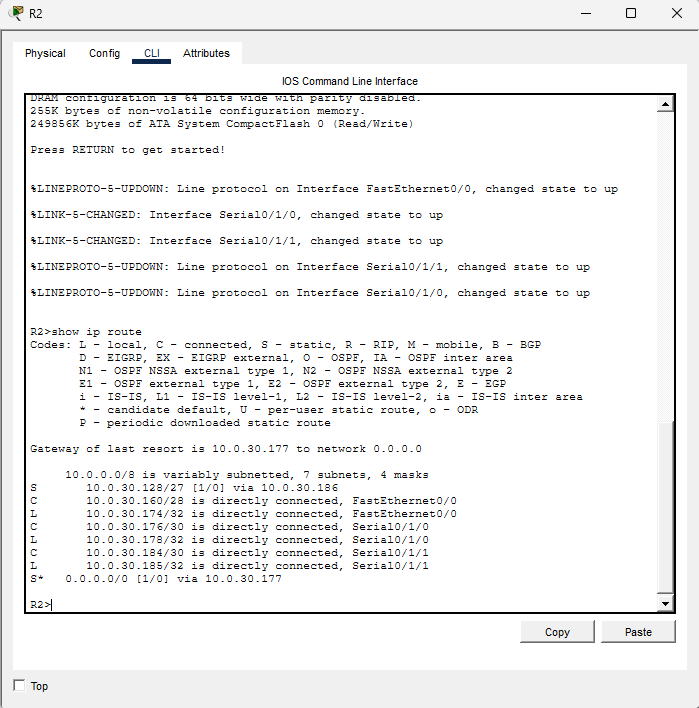 R2
Physical Config CLI Attributes
IOS Command Line Interface
DRAM configuration is 64 bits wide with parity disabled.
255K bytes of non-volatile configuration memory.
249856K bytes of ATA System CompactFlash 0 (Read/Write)
Press RETURN to get started!
%LINEPROTO-5-UPDOWN: Line protocol on Interface FastEthernet0/0, changed state to up
%LINK-5-CHANGED: Interface Serial0/1/0, changed state to up
%LINK-5-CHANGED: Interface Serial0/1/1, changed state to up
%LINEPROTO-5-UPDOWN: Line protocol on Interface Serial0/1/1, changed state to up
%LINEPROTO-5-UPDOWN: Line protocol on Interface Serial0/1/0, changed state to up
R2>show ip route
Codes: L - local, C - connected, S - static, R - RIP, M - mobile, B - BGP
D - EIGRP, EX - EIGRP external, O - OSPF, IA - OSPF inter area
N1 - OSPF NSSA external type 1, N2 - OSPF NSSA external type 2
E1 - OSPF external type 1, E2 - OSPF external type 2, E - EGP
i - IS-IS, L1 - IS-IS level-1, L2 - IS-IS level-2, ia - IS-IS inter area
* - candidate default, U - per-user static route, o - ODR
P - periodic downloaded static route
Gateway of last resort is 10.0.30.177 to network 0.0.0.0
10.0.0.0/8 is variably subnetted, 7 subnets, 4 masks
S 10.0.30.128/27 [1/0] via 10.0.30.186
C 10.0.30.160/28 is directly connected, FastEthernet0/0
L 10.0.30.174/32 is directly connected, FastEthernet0/0
C 10.0.30.176/30 is directly connected, Serial0/1/0
L 10.0.30.178/32 is directly connected, Serial0/1/0
C 10.0.30.184/30 is directly connected, Serial0/1/1
L 10.0.30.185/32 is directly connected, Serial0/1/1
S* 0.0.0.0/0 [1/0] via 10.0.30.177
R2>
Copy Paste
Top